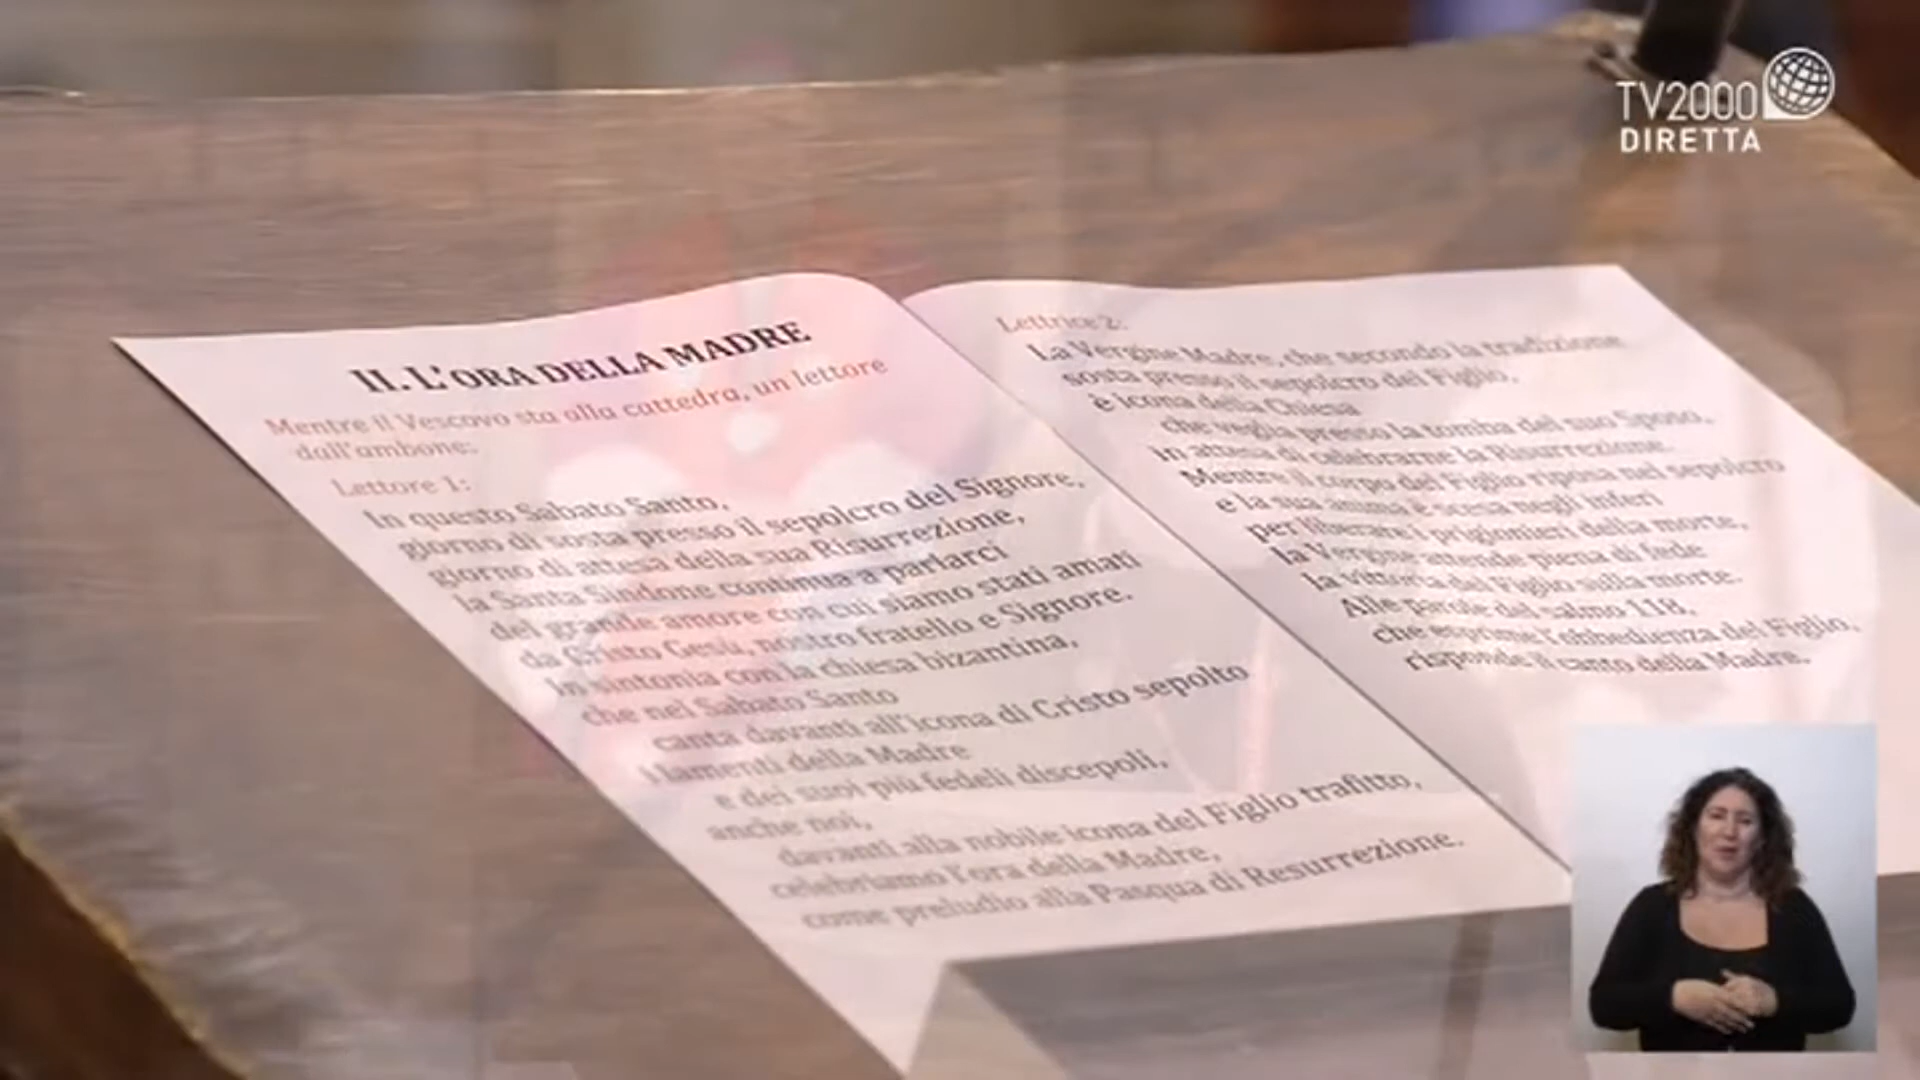 TV2000
DIRETTA
II. L'ORA DELLA MADRE
Mentre il Vescovo sta alla cattedra, un lettore
dall'ambone:
Lettore 1:
In questo Sabato Santo,
giorno di sosta presso il sepolcro del Signore,
giorno di attesa della sua Risurrezione,
la Santa Sindone continua a parlarci
del grande amore con cui siamo stati amati
da Cristo Gesù, nostro fratello e Signore.
In sintonia con la chiesa bizantina,
che nel Sabato Santo
canta davanti all'icona di Cristo sepolto
i lamenti della Madre
e dei suoi più fedeli discepoli,
anche noi,
davanti alla nobile icona del Figlio trafitto,
celebriamo l'ora della Madre,
come preludio alla Pasqua di Resurrezione.
Lettrice 2:
La Vergine Madre, che secondo la tradizione
sosta presso il sepolcro del Figlio,
è icona della Chiesa
che veglia presso la tomba del suo Sposo,
in attesa di celebrarne la Risurrezione.
Mentre il corpo del Figlio riposa nel sepolcro
e la sua anima è scesa negli inferi
per liberare i prigionieri della morte,
la Vergine attende piena di fede
la vittoria del Figlio sulla morte.
Alle parole del salmo 118,
che esprime l'obbedienza del Figlio,
risponde il canto della Madre.